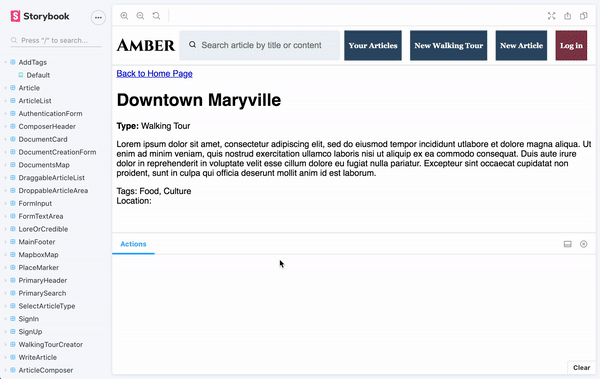 Storybook
Press "/" to search...
AddTags
Default
Article
ArticleList
AuthenticationForm
ComposerHeader
DocumentCard
DocumentCreationForm
DocumentsMap
DraggableArticleList
DroppableArticleArea
FormInput
FormTextArea
LoreOrCredible
MainFooter
MapboxMap
PlaceMarker
PrimaryHeader
PrimarySearch
SelectArticleType
SignIn
SignUp
WalkingTourCreator
WriteArticle
ArticleComposer
AMBER
Search article by title or content
Your Articles
New Walking Tour
New Article
Log in
Back to Home Page
Downtown Maryville
Type: Walking Tour
Lorem ipsum dolor sit amet, consectetur adipiscing elit, sed do eiusmod tempor incididunt utlabore et dolore magna aliqua. Ut
enim ad minim veniam, quis nostrud exercitation ullamco laboris nisi ut aliquip ex ea commodo consequat. Duis aute irure
dolor in reprehenderit in voluptate velit esse cillum dolore eu fugiat nulla pariatur. Excepteur sint occaecat cupidatat non
proident, sunt in culpa qui officia deserunt mollit anim id est laborum.
Tags: Food, Culture
Location:
Actions
Clear